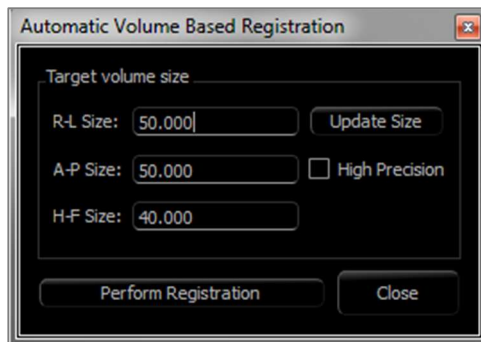 Automatic Volume Based Registration
Target volume size
R-L Size: 50.000 Update Size
A-P Size: 50.000 High Precision
H-F Size: 40.000
Perform Registration Close